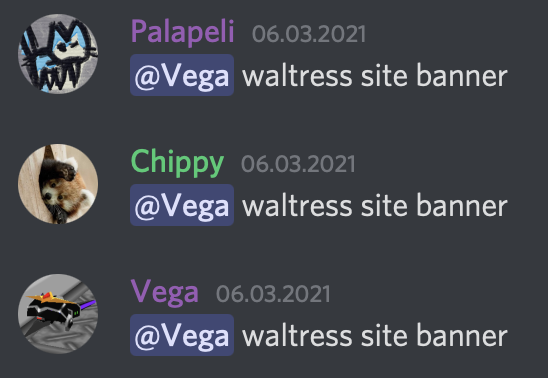 Palapeli 06.03.2021
@Vega waltress site banner
Chippy 06.03.2021
@Vega waltress site banner
Vega 06.03.2021
@Vega waltress site banner